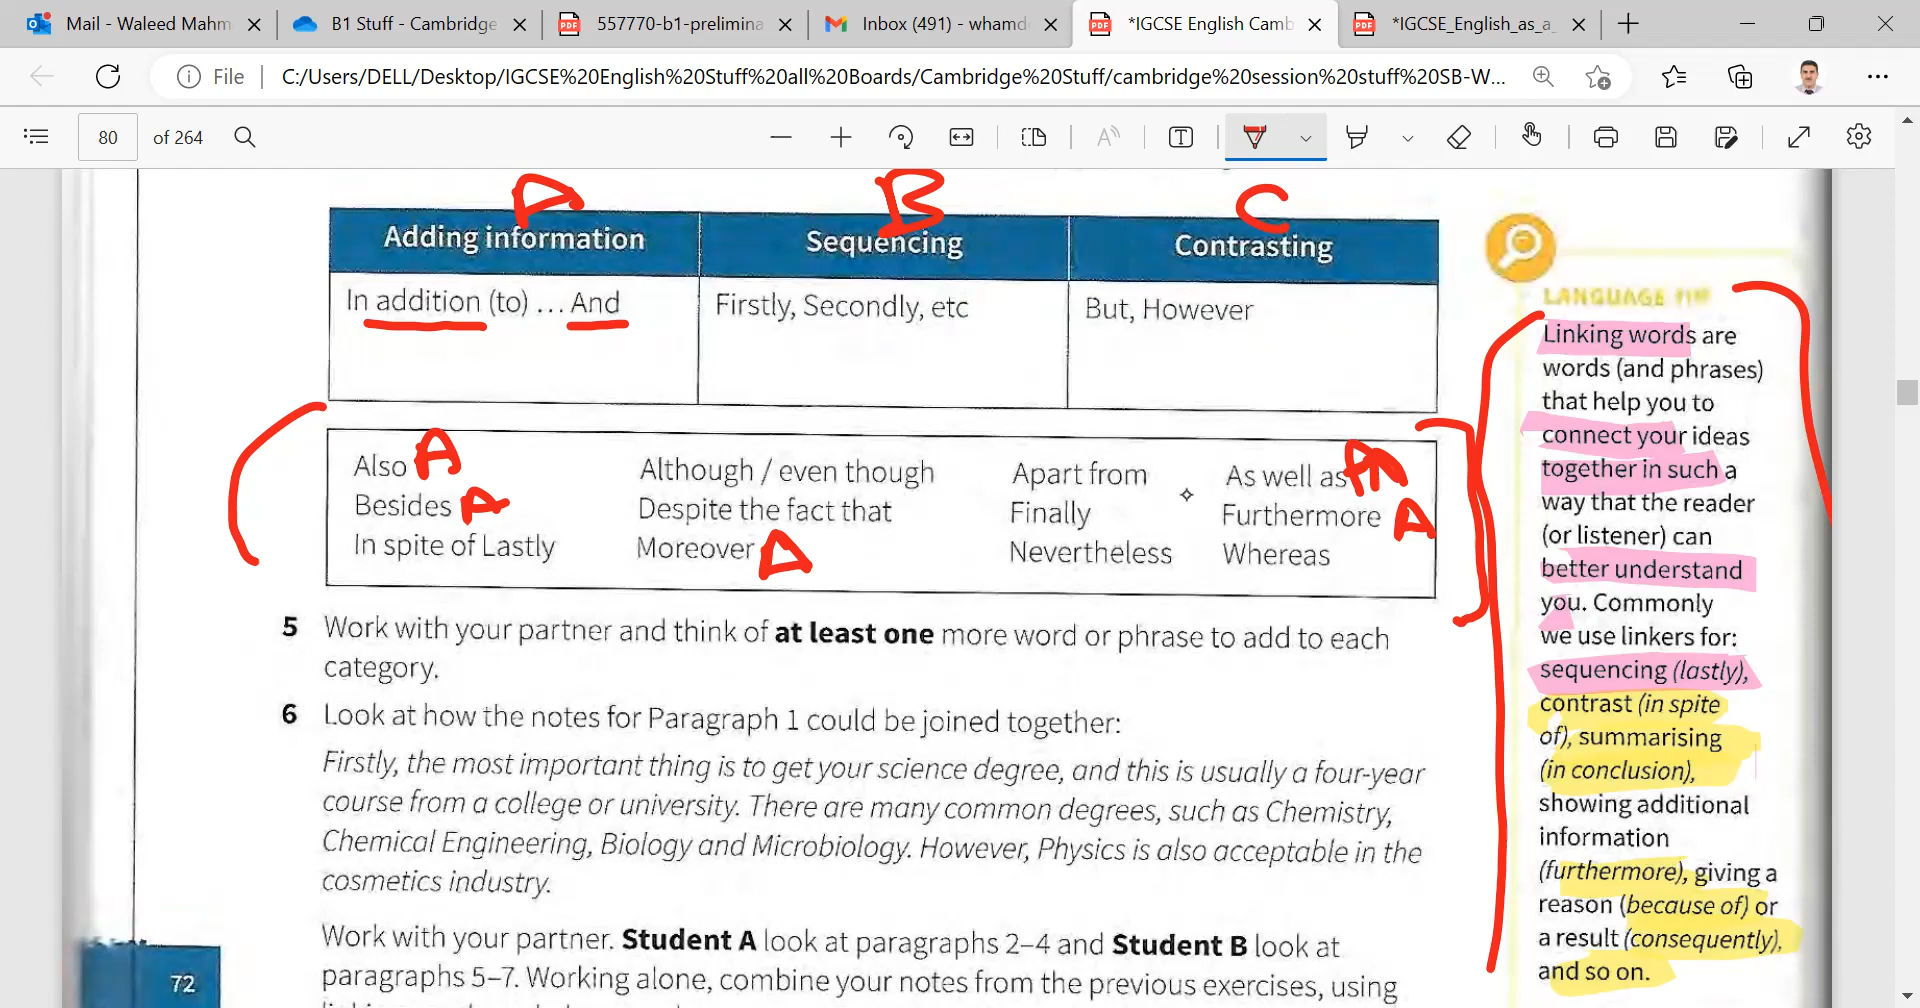 Mail - Waleed Mahm
B1 Stuff - Cambridge
557770-b1-prelimina
Inbox (491) - whamd
*IGCSE English Camb
*IGCSE_English_as_a_
File
C:/Users/DELL/Desktop/IGCSE%20English%20Stuff%20all%20Boards/Cambridge%20Stuff/cambridge%20session%20stuff%20SB-W...
80 of 264
A B C
Adding information Sequencing Contrasting
In addition (to) ... And Firstly, Secondly, etc But, However
Also A Although / even though Apart from As well as A
Besides A Despite the fact that Finally Furthermore A
In spite of Lastly Moreover A Nevertheless Whereas
5 Work with your partner and think of at least one more word or phrase to add to each
category.
6 Look at how the notes for Paragraph 1 could be joined together:
Firstly, the most important thing is to get your science degree, and this is usually a four-year
course from a college or university. There are many common degrees, such as Chemistry,
Chemical Engineering, Biology and Microbiology. However, Physics is also acceptable in the
cosmetics industry.
Work with your partner. Student A look at paragraphs 2–4 and Student B look at
paragraphs 5–7. Working alone, combine your notes from the previous exercises, using
72
LANGUAGE TIP
Linking words are
words (and phrases)
that help you to
connect your ideas
together in such a
way that the reader
(or listener) can
better understand
you. Commonly
we use linkers for:
sequencing (lastly),
contrast (in spite
of), summarising
(in conclusion),
showing additional
information
(furthermore), giving a
reason (because of) or
a result (consequently),
and so on.